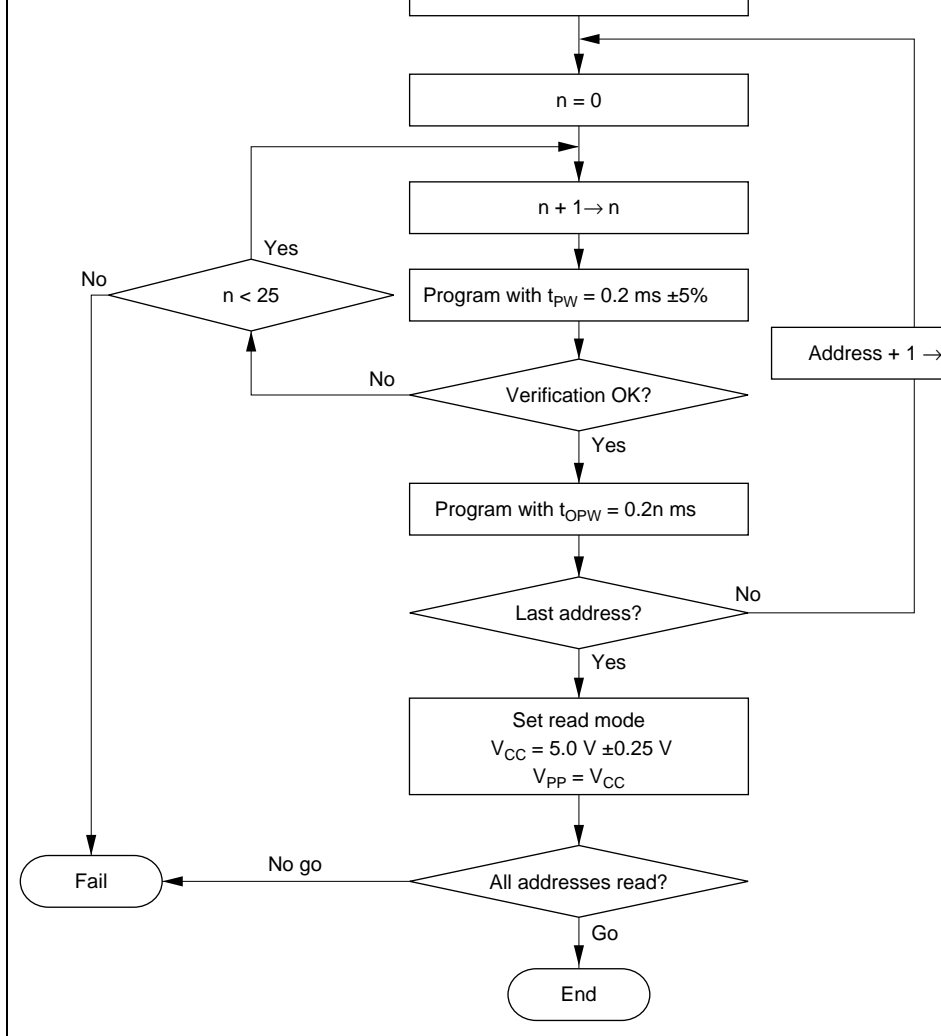 n = 0
n + 1→ n
Yes
No
n < 25
Program with tPW = 0.2 ms ±5%
Address + 1 →
No
Verification OK?
Yes
Program with tOPW = 0.2n ms
No
Last address?
Yes
Set read mode
VCC = 5.0 V ±0.25 V
VPP = VCC
No go
Fail
All addresses read?
Go
End